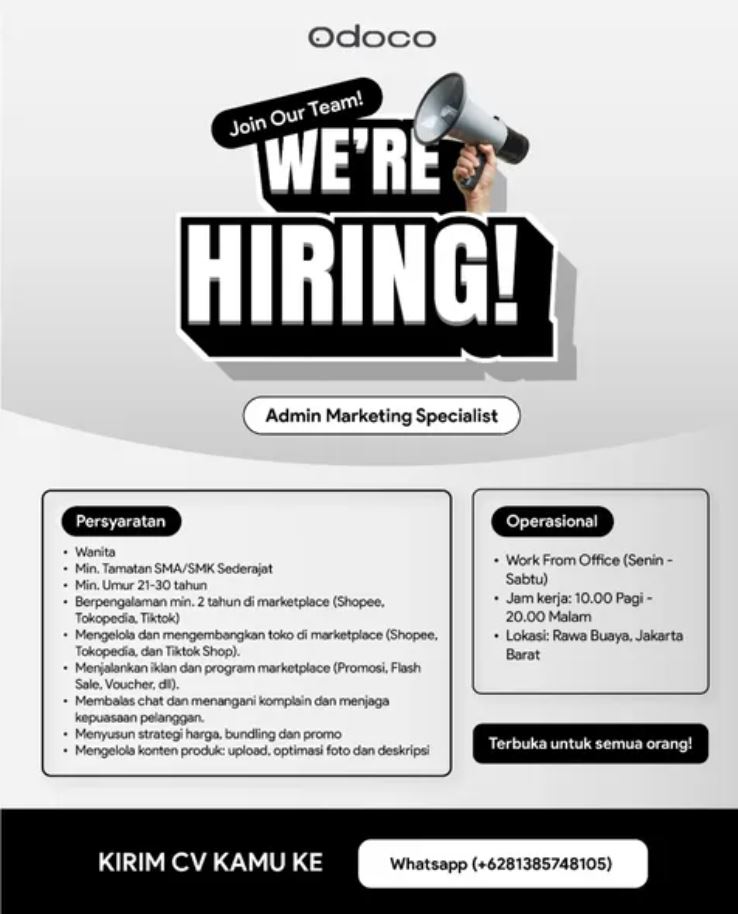 Odoco
Join Our Team!
WE'RE
HIRING!
Admin Marketing Specialist
Persyaratan
• Wanita
• Min. Tamatan SMA/SMK Sederajat
• Min. Umur 21-30 tahun
• Berpengalaman min. 2 tahun di marketplace (Shopee,
Tokopedia, Tiktok)
• Mengelola dan mengembangkan toko di marketplace (Shopee,
Tokopedia, dan Tiktok Shop).
• Menjalankan iklan dan program marketplace (Promosi, Flash
Sale, Voucher, dll).
• Membalas chat dan menangani komplain dan menjaga
kepuasaan pelanggan.
• Menyusun strategi harga, bundling dan promo
• Mengelola konten produk: upload, optimasi foto dan deskripsi
Operasional
• Work From Office (Senin -
Sabtu)
• Jam kerja: 10.00 Pagi -
20.00 Malam
• Lokasi: Rawa Buaya, Jakarta
Barat
Terbuka untuk semua orang!
KIRIM CV KAMU KE
Whatsapp (+6281385748105)